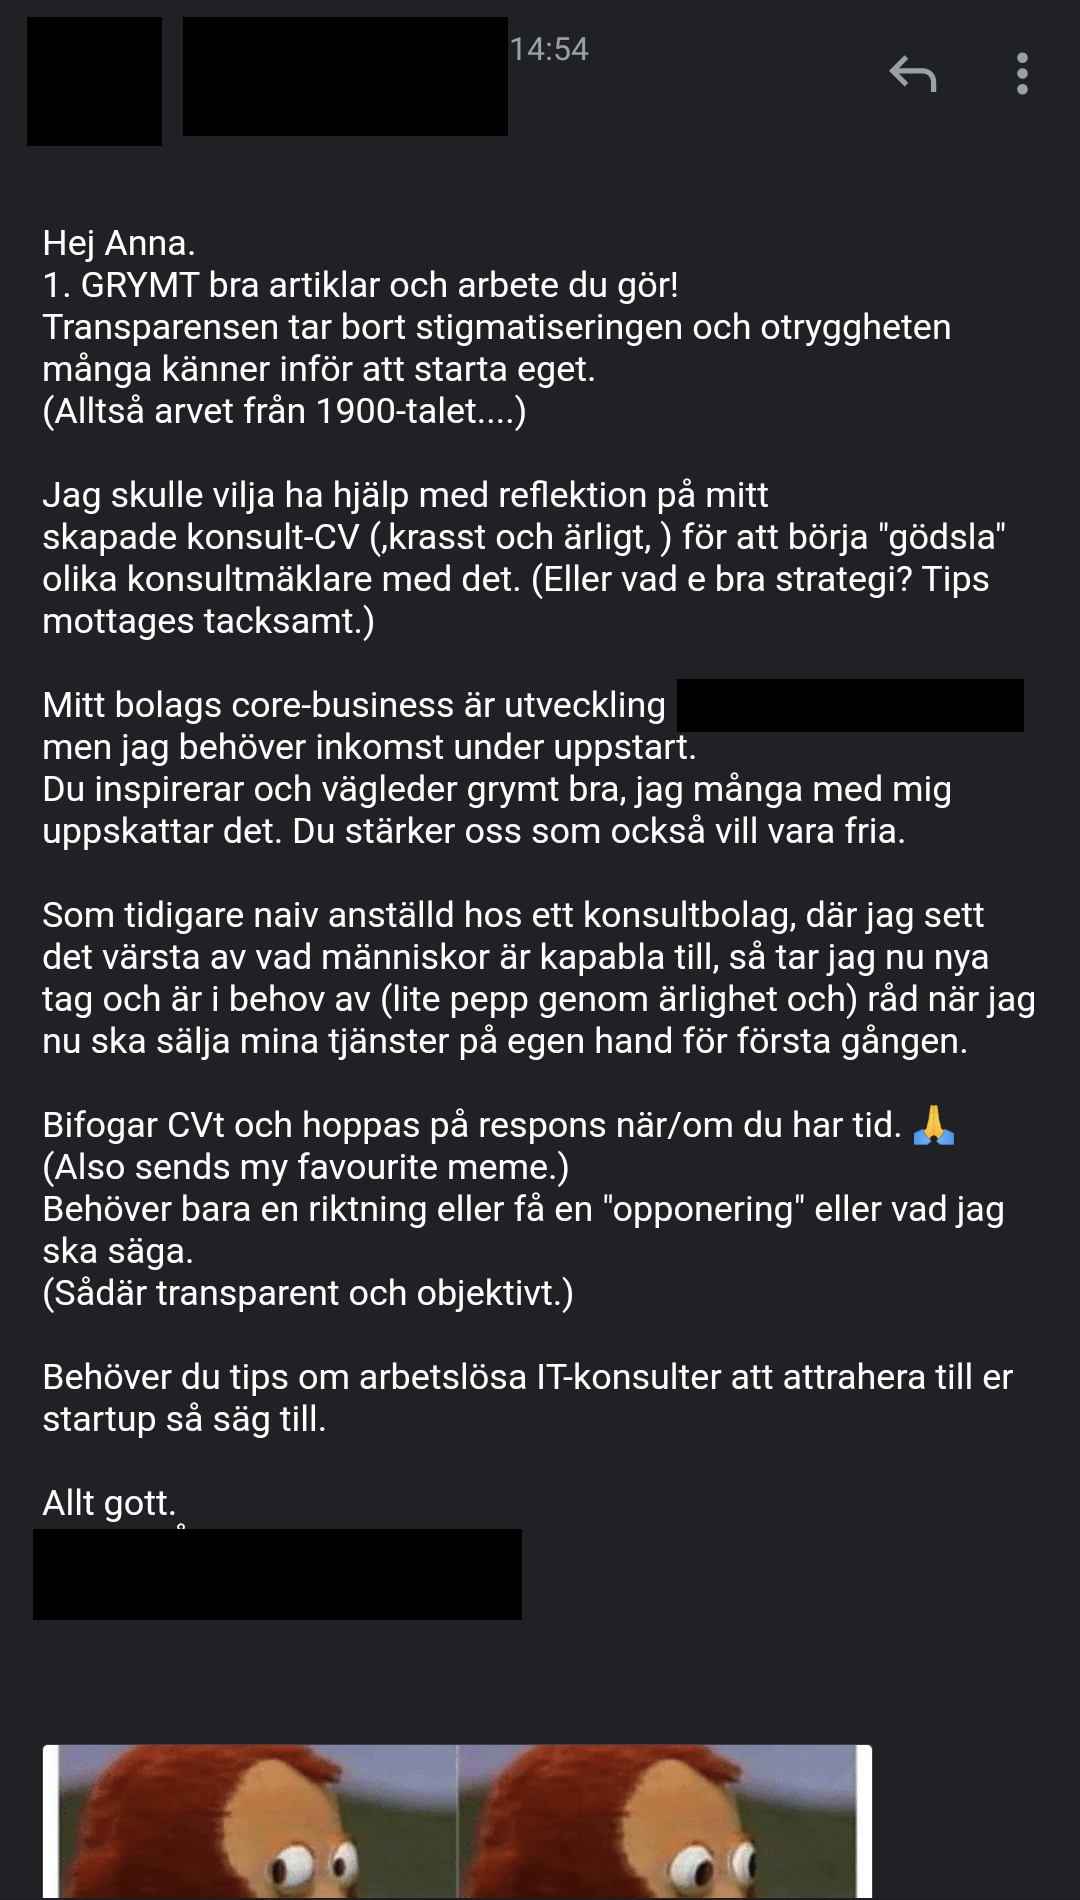 14:54
Hej Anna.
1. GRYMT bra artiklar och arbete du gör!
Transparensen tar bort stigmatiseringen och otryggheten
många känner inför att starta eget.
(Alltså arvet från 1900-talet....)
Jag skulle vilja ha hjälp med reflektion på mitt
skapade konsult-CV (,krasst och ärligt, ) för att börja "gödsla"
olika konsultmäklare med det. (Eller vad e bra strategi? Tips
mottages tacksamt.)
Mitt bolags core-business är utveckling
men jag behöver inkomst under uppstart.
Du inspirerar och vägleder grymt bra, jag många med mig
uppskattar det. Du stärker oss som också vill vara fria.
Som tidigare naiv anställd hos ett konsultbolag, där jag sett
det värsta av vad människor är kapabla till, så tar jag nu nya
tag och är i behov av (lite pepp genom ärlighet och) råd när jag
nu ska sälja mina tjänster på egen hand för första gången.
Bifogar CVt och hoppas på respons när/om du har tid. 🙏
(Also sends my favourite meme.)
Behöver bara en riktning eller få en "opponering" eller vad jag
ska säga.
(Sådär transparent och objektivt.)
Behöver du tips om arbetslösa IT-konsulter att attrahera till er
startup så säg till.
Allt gott.